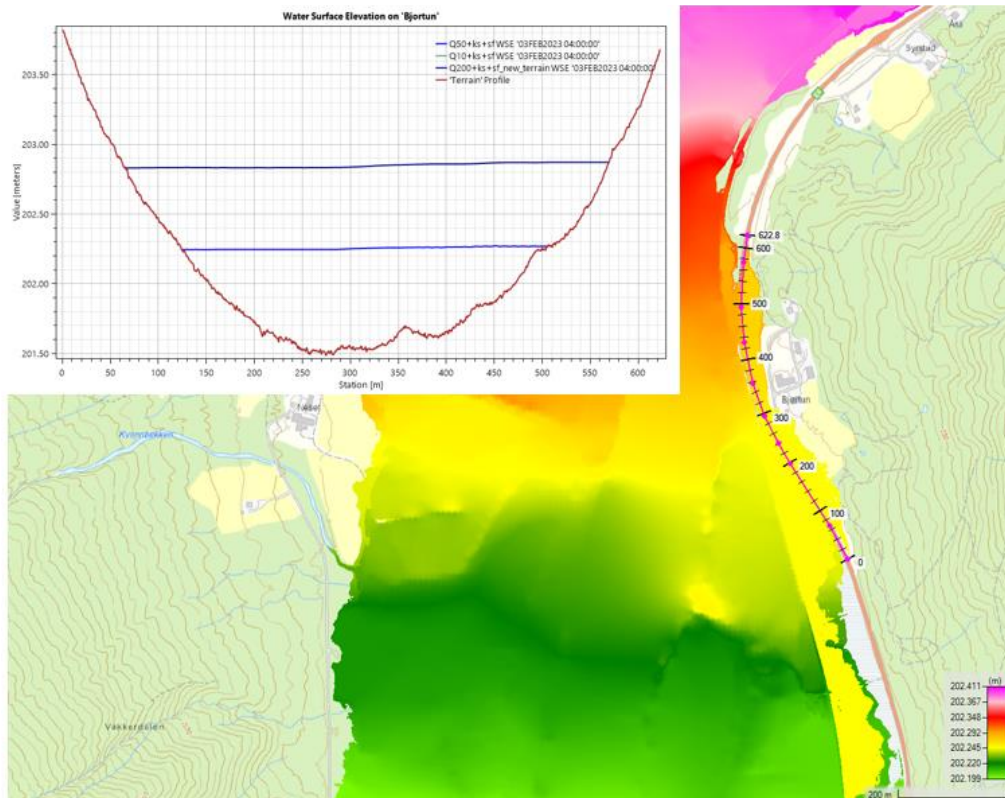 Water Surface Elevation on 'Bjortun'
Q50+ks+sf WSE '03FEB2023 04:00:00'
Q10+ks+sf WSE '03FEB2023 04:00:00'
Q200+ks+sf_new_terrain WSE '03FEB2023 04:00:00'
'Terrain' Profile
Value [meters]
203.50
203.00
202.50
202.00
201.50
0 50 100 150 200 250 300 350 400 450 500 550 600
Station [m]
Åsa
Syrstad
622.8
600
500
400
Bjørtun
300
200
100
0
Neset
Kvernbekken
Vakkerdalen
(m)
202.411
202.367
202.348
202.292
202.245
202.220
202.199
200 m